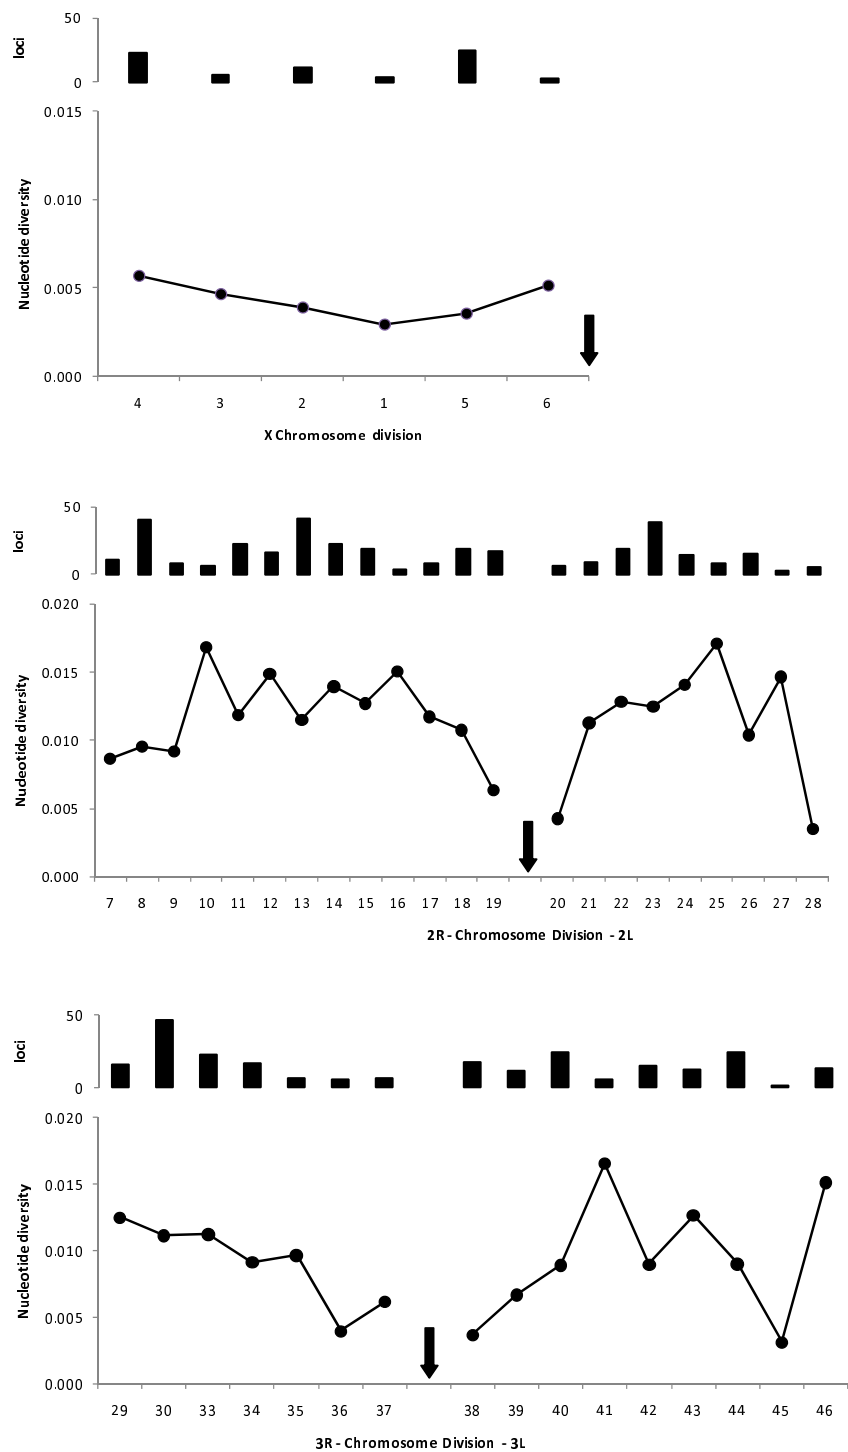 50
loci
0
0.015
0.010
Nucleotide diversity
0.005
0.000
4 3 2 1 5 6
X Chromosome division
50
loci
0
0.020
0.015
Nucleotide diversity
0.010
0.005
0.000
7 8 9 10 11 12 13 14 15 16 17 18 19 20 21 22 23 24 25 26 27 28
2R - Chromosome Division - 2L
50
loci
0
0.020
0.015
Nucleotide diversity
0.010
0.005
0.000
29 30 33 34 35 36 37 38 39 40 41 42 43 44 45 46
3R - Chromosome Division - 3L